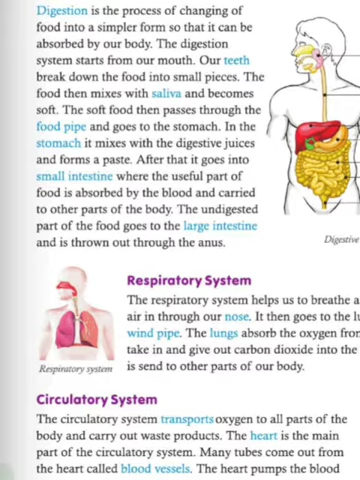 Digestion is the process of changing of
food into a simpler form so that it can be
absorbed by our body. The digestion
system starts from our mouth. Our teeth
break down the food into small pieces. The
food then mixes with saliva and becomes
soft. The soft food then passes through the
food pipe and goes to the stomach. In the
stomach it mixes with the digestive juices
and forms a paste. After that it goes into
small intestine where the useful part of
food is absorbed by the blood and carried
to other parts of the body. The undigested
part of the food goes to the large intestine
and is thrown out through the anus.
Digestive
Respiratory System
The respiratory system helps us to breathe a
air in through our nose. It then goes to the lu
wind pipe. The lungs absorb the oxygen from
take in and give out carbon dioxide into the
is send to other parts of our body.
Respiratory system
Circulatory System
The circulatory system transports oxygen to all parts of the
body and carry out waste products. The heart is the main
part of the circulatory system. Many tubes come out from
the heart called blood vessels. The heart pumps the blood